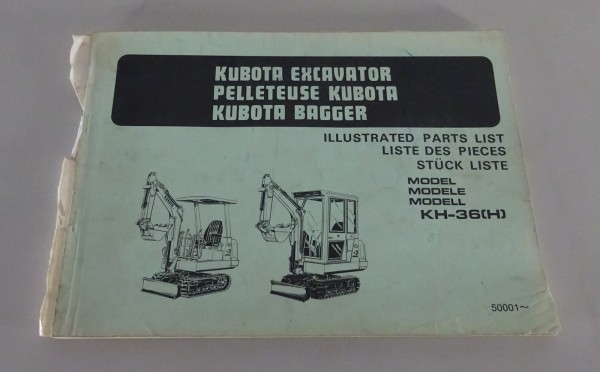 KUBOTA EXCAVATOR
PELLETEUSE KUBOTA
KUBOTA BAGGER
ILLUSTRATED PARTS LIST
LISTE DES PIECES
STÜCK LISTE
MODEL
MODELE
MODELL
KH-36(H)
50001~